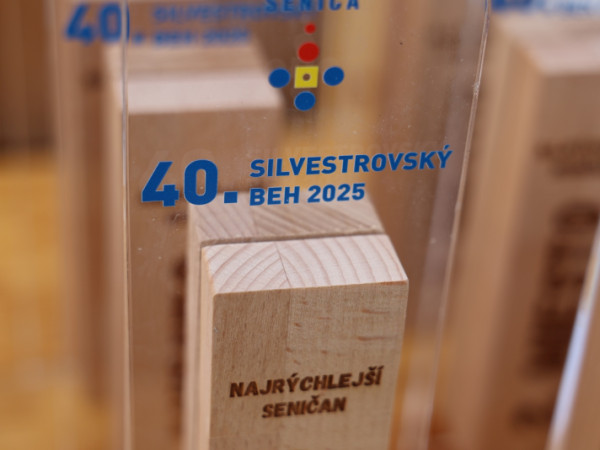 SENICA
40. SILVESTROVSKÝ
BEH 2025
NAJRÝCHLEJŠÍ
SENIČAN
40. SILVESTROVSKÝ
BEH 2025